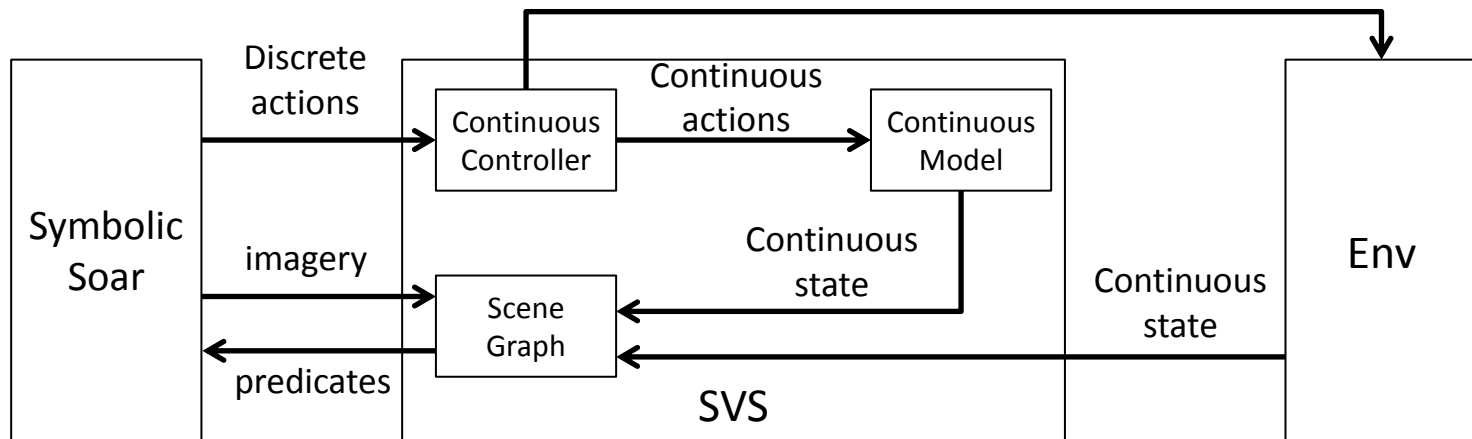 Discrete
actions
Continuous
actions
Continuous
Controller
Continuous
Model
Symbolic
Soar
imagery
Continuous
state
Env
Continuous
state
Scene
Graph
predicates
SVS